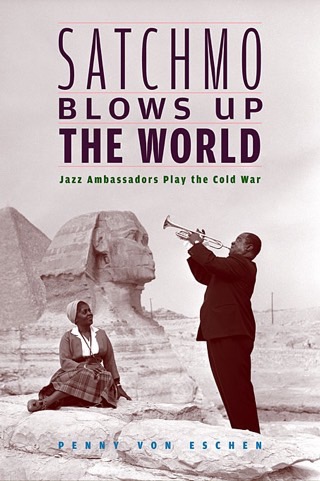 SATCHMO
BLOWS UP
THE WORLD
Jazz Ambassadors Play the Cold War
PENNY VON ESCHEN